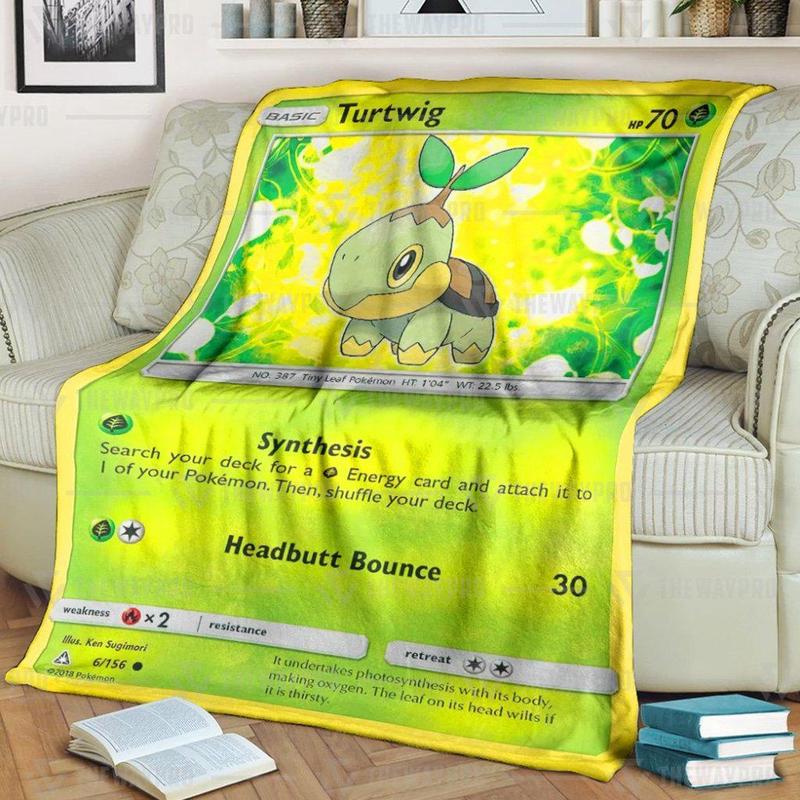 THEWAYPRO
BASIC Turtwig HP 70
NO. 387 Tiny Leaf Pokémon HT: 1'04" WT: 22.5 lbs.
Synthesis
Search your deck for a Energy card and attach it to
1 of your Pokémon. Then, shuffle your deck.
Headbutt Bounce 30
weakness ×2 resistance
retreat
Illus. Ken Sugimori
6/156
©2018 Pokémon
It undertakes photosynthesis with its body,
making oxygen. The leaf on its head wilts if
it is thirsty.